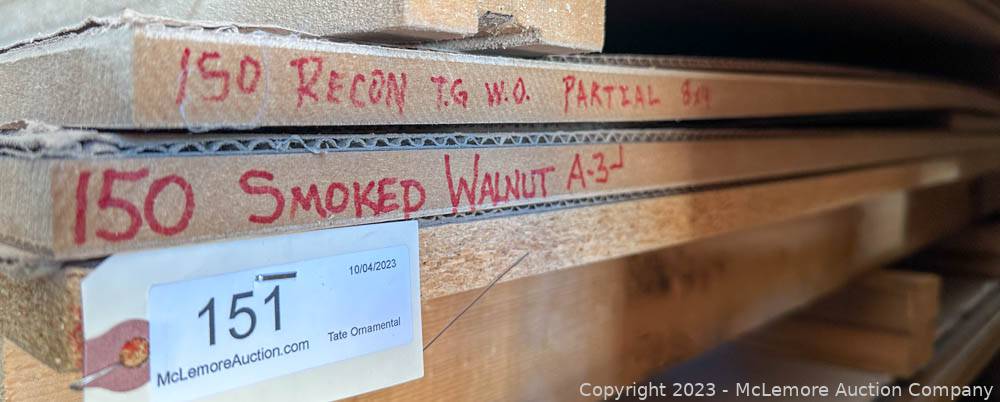 150 RECON T.G W.O. PARTIAL 8x4
150 SMOKED WALNUT A-3
10/04/2023
151
Tate Ornamental
McLemoreAuction.com
Copyright 2023 - McLemore Auction Company